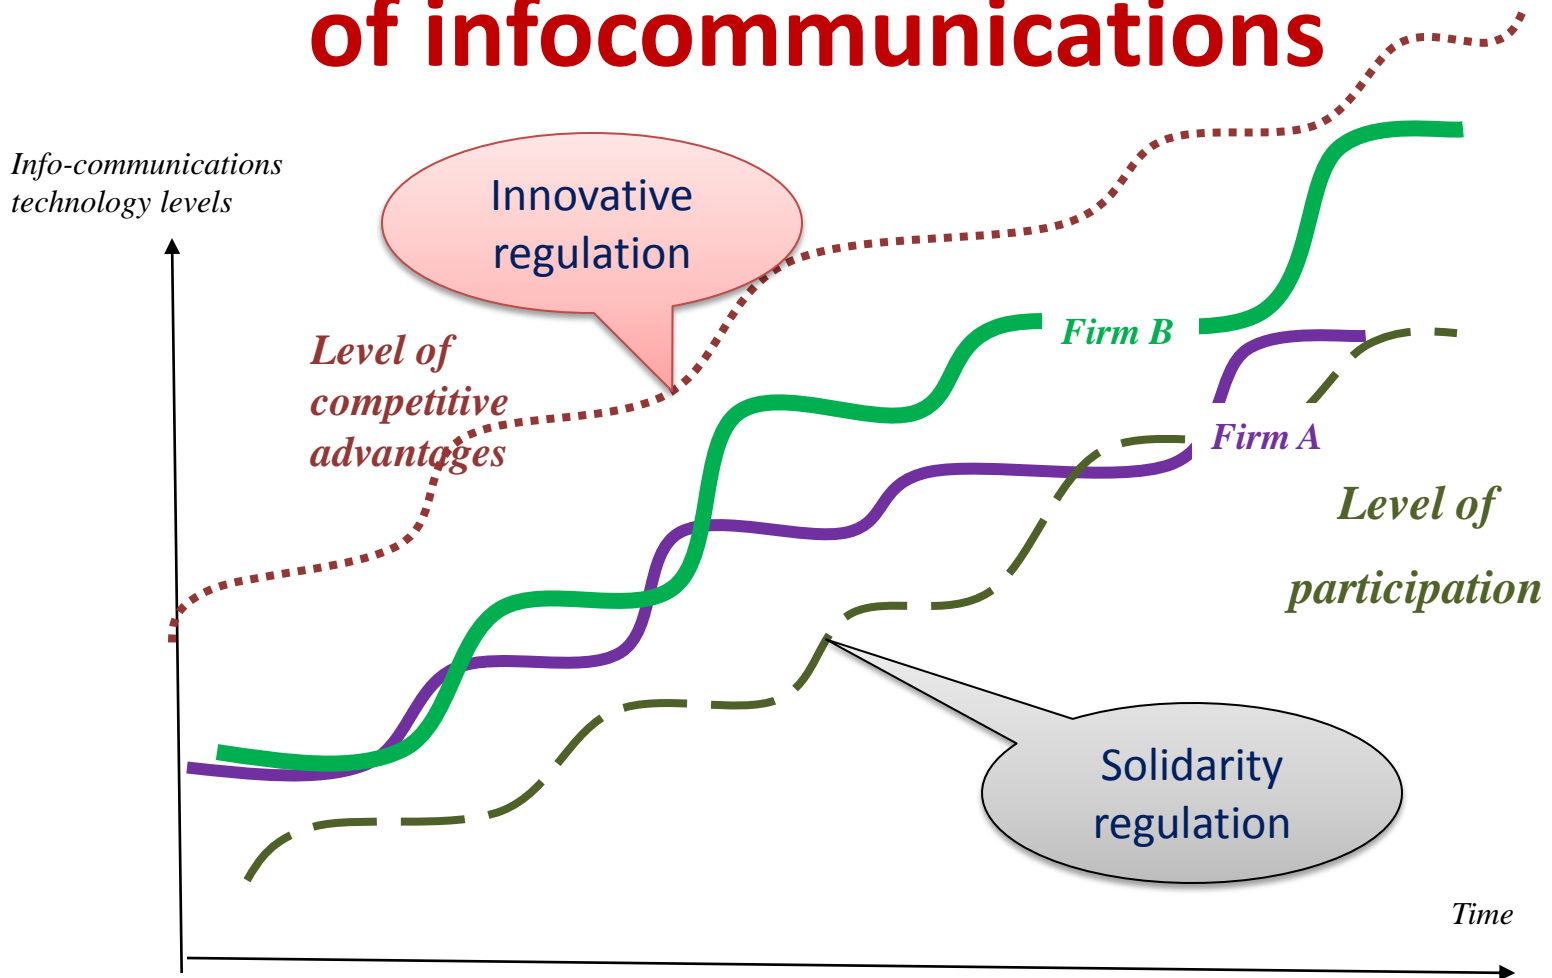 of infocommunications
Info-communications
technology levels
Innovative
regulation
Level of
competitive
advantages
Firm B
Firm A
Level of
participation
Solidarity
regulation
Time